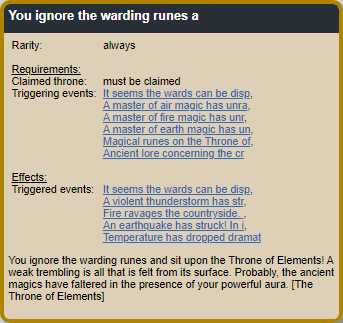 You ignore the warding runes a
Rarity: always
Requirements:
Claimed throne: must be claimed
Triggering events: It seems the wards can be disp,
A master of air magic has unra,
A master of fire magic has unr,
A master of earth magic has un,
Magical runes on the Throne of,
Ancient lore concerning the cr
Effects:
Triggered events: It seems the wards can be disp,
A violent thunderstorm has str,
Fire ravages the countryside. ,
An earthquake has struck! In i,
Temperature has dropped dramat
You ignore the warding runes and sit upon the Throne of Elements! A
weak trembling is all that is felt from its surface. Probably, the ancient
magics have faltered in the presence of your powerful aura. [The
Throne of Elements]